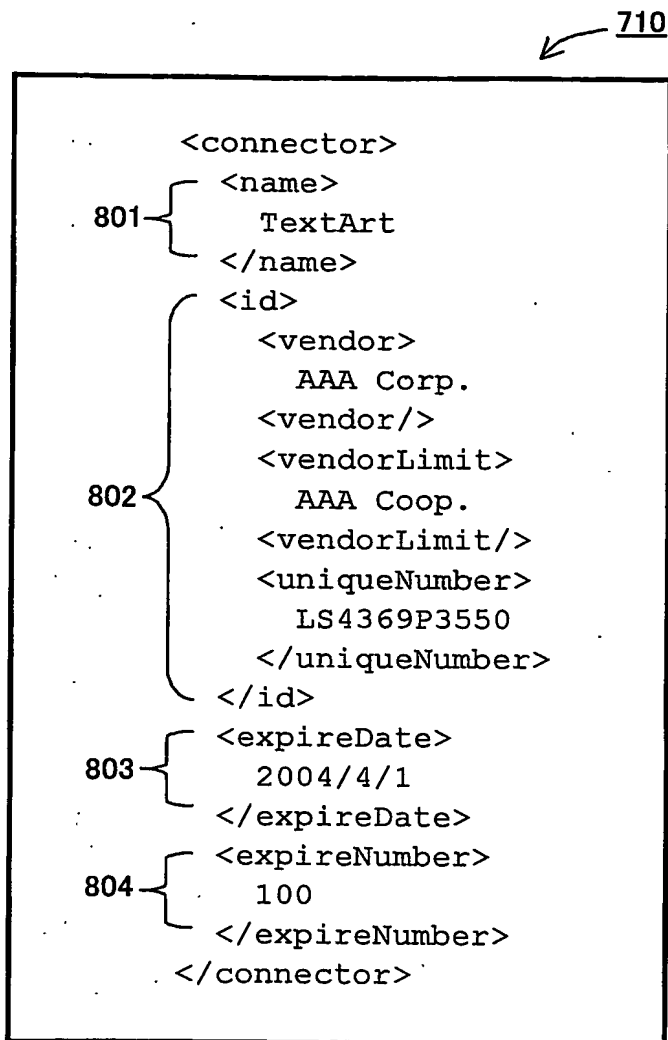 710
<connector>
801 <name>
TextArt
</name>
<id>
<vendor>
AAA Corp.
<vendor/>
<vendorLimit>
802 AAA Coop.
<vendorLimit/>
<uniqueNumber>
LS4369P3550
</uniqueNumber>
</id>
<expireDate>
803 2004/4/1
</expireDate>
<expireNumber>
804 100
</expireNumber>
</connector>